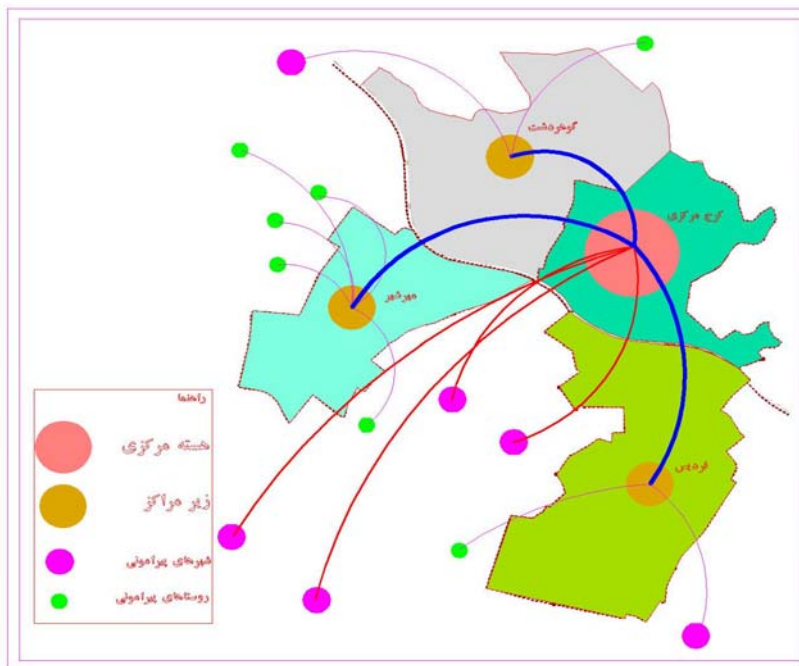 گوهردشت
کرج مرکزی
مهرشهر
فردیس
راهنما
هسته مرکزی
زیر مراکز
شهرهای پیرامونی
روستاهای پیرامونی